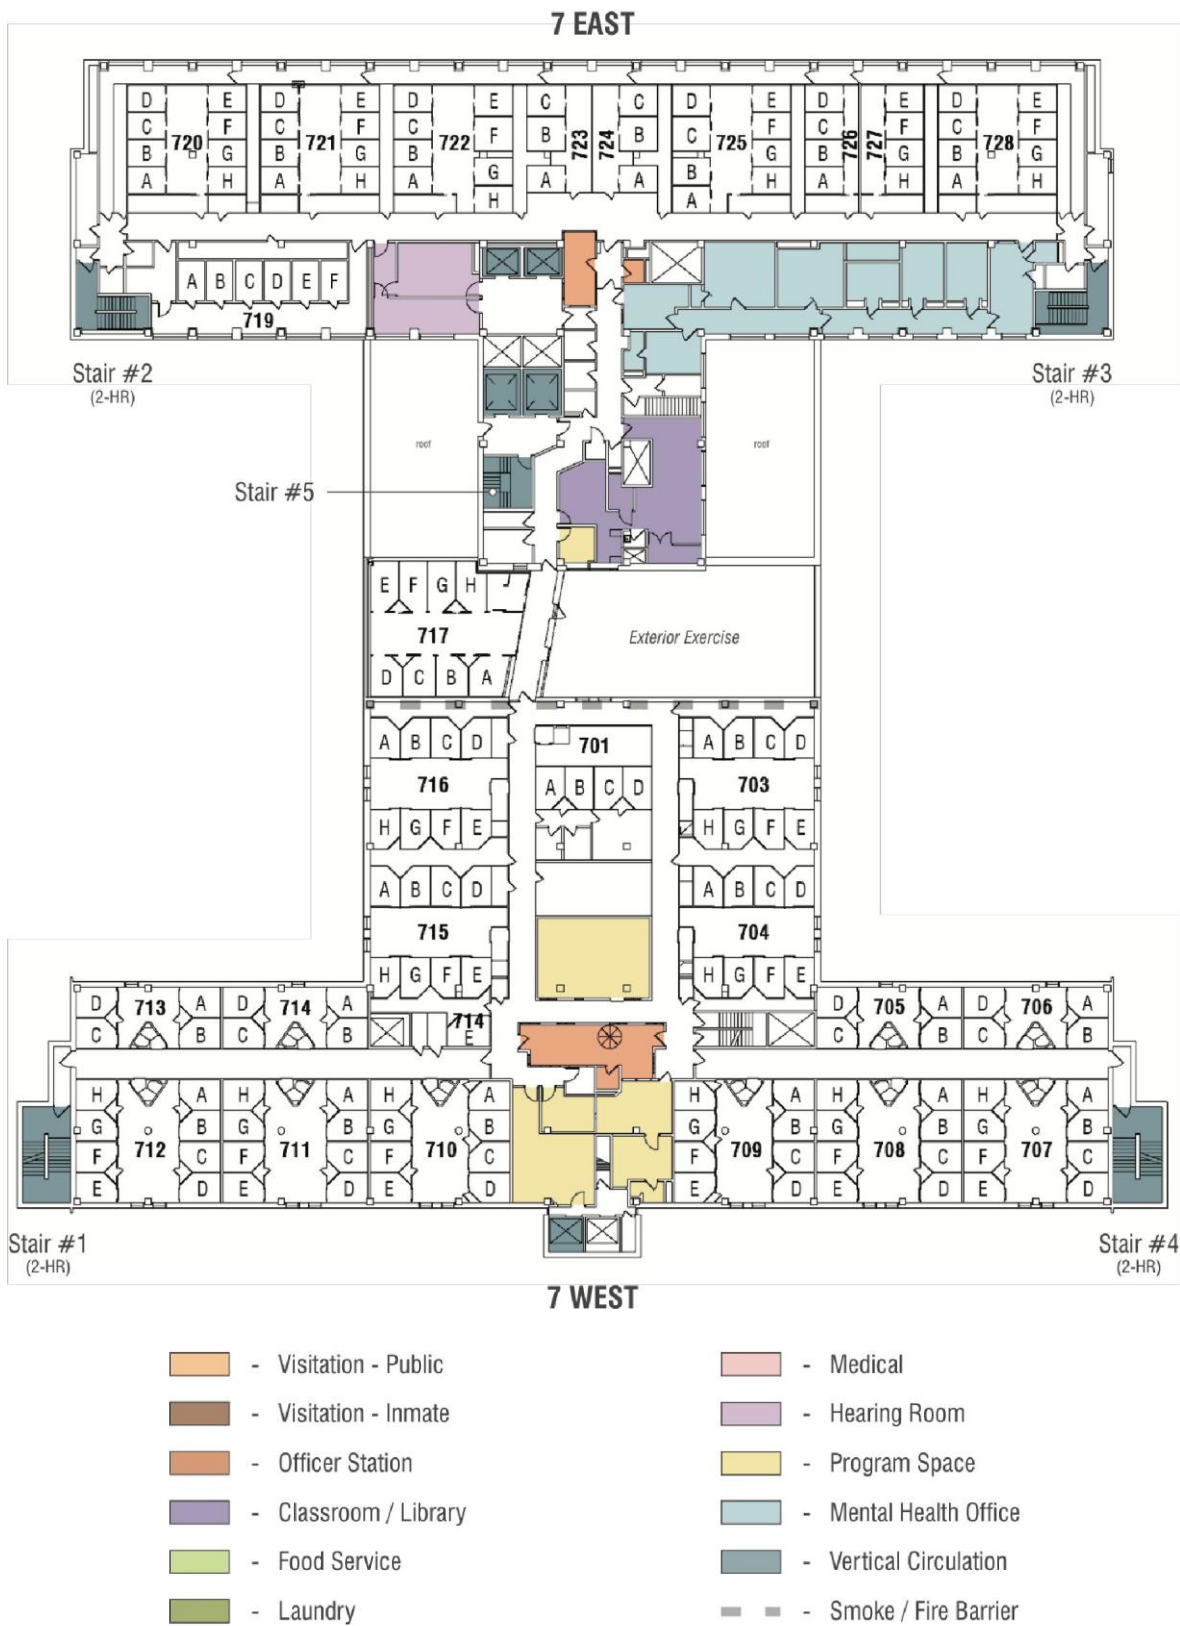 7 EAST
D E D E D E C C D E D E D E
C F C F C F B B C F C F C F
720 721 722 723 724 725 726 727 728
B G B G B G A A B G B G B G
A H A H A H A H A H A H
A B C D E F
719
Stair #2
(2-HR)
Stair #3
(2-HR)
roof
roof
Stair #5
E F G H
717
D C B A
Exterior Exercise
A B C D
716
H G F E
701
A B C D
A B C D
703
H G F E
A B C D
715
H G F E
A B C D
704
H G F E
D 713 A D 714 A
C B C B
714
E
D 705 A D 706 A
C B C B
H A H A H A H A H A H A
G B G B G B G B G B G B
712 711 710 709 708 707
F C F C F C F C F C F C
E D E D E D E D E D E D
Stair #1
(2-HR)
Stair #4
(2-HR)
7 WEST
- Visitation - Public
- Visitation - Inmate
- Officer Station
- Classroom / Library
- Food Service
- Laundry
- Medical
- Hearing Room
- Program Space
- Mental Health Office
- Vertical Circulation
- Smoke / Fire Barrier